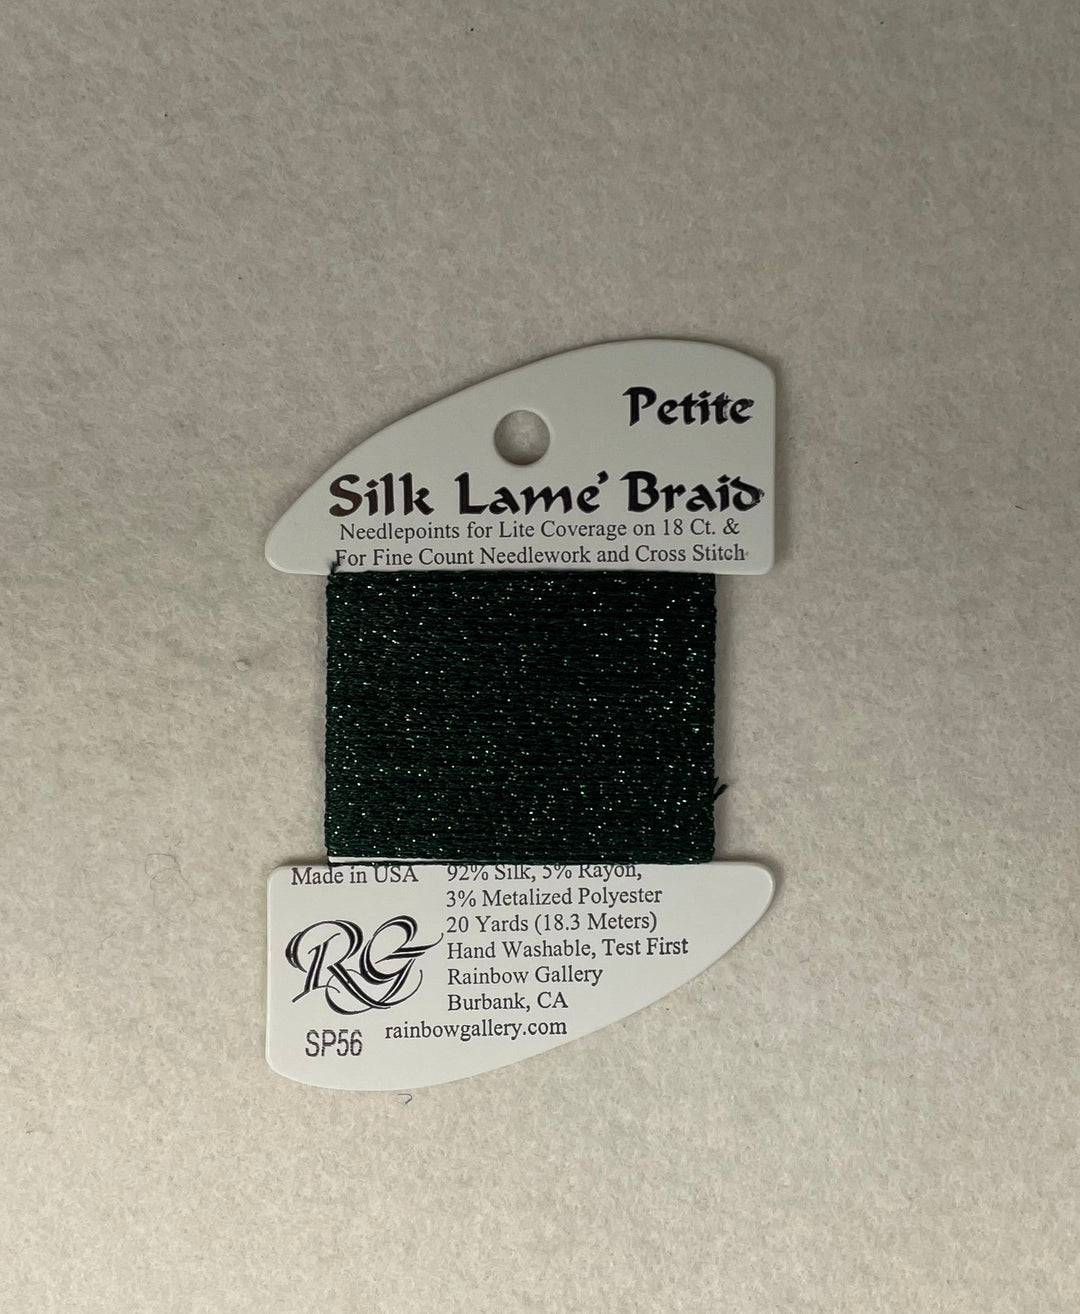 Petite
Silk Lame' Braid
Needlepoints for Lite Coverage on 18 Ct. &
For Fine Count Needlework and Cross Stitch
Made in USA
92% Silk, 5% Rayon,
3% Metalized Polyester
20 Yards (18.3 Meters)
Hand Washable, Test First
Rainbow Gallery
Burbank, CA
rainbowgallery.com
RG
SP56